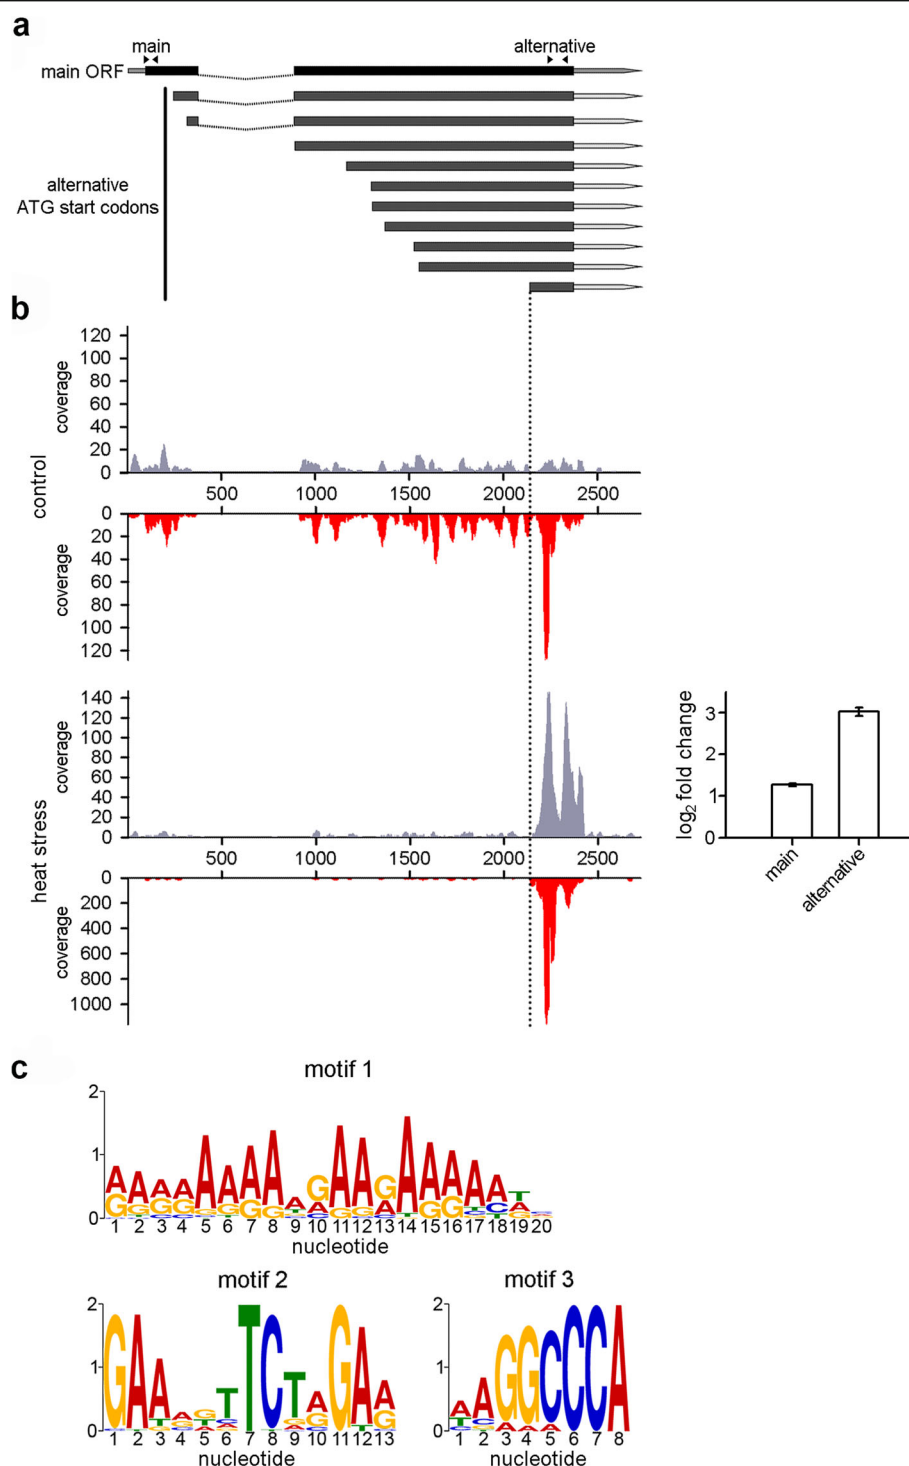 a
main
alternative
main ORF
alternative
ATG start codons
b
control
coverage
120
100
80
60
40
20
0
500 1000 1500 2000 2500
coverage
0
20
40
60
80
100
120
heat stress
coverage
140
120
100
80
60
40
20
0
500 1000 1500 2000 2500
coverage
0
200
400
600
800
1000
log2 fold change
3
2
1
0
main
alternative
c
motif 1
2
1
0
1 2 3 4 5 6 7 8 9 10 11 12 13 14 15 16 17 18 19 20
nucleotide
motif 2
2
1
0
1 2 3 4 5 6 7 8 9 10 11 12 13
nucleotide
motif 3
2
1
0
1 2 3 4 5 6 7 8
nucleotide